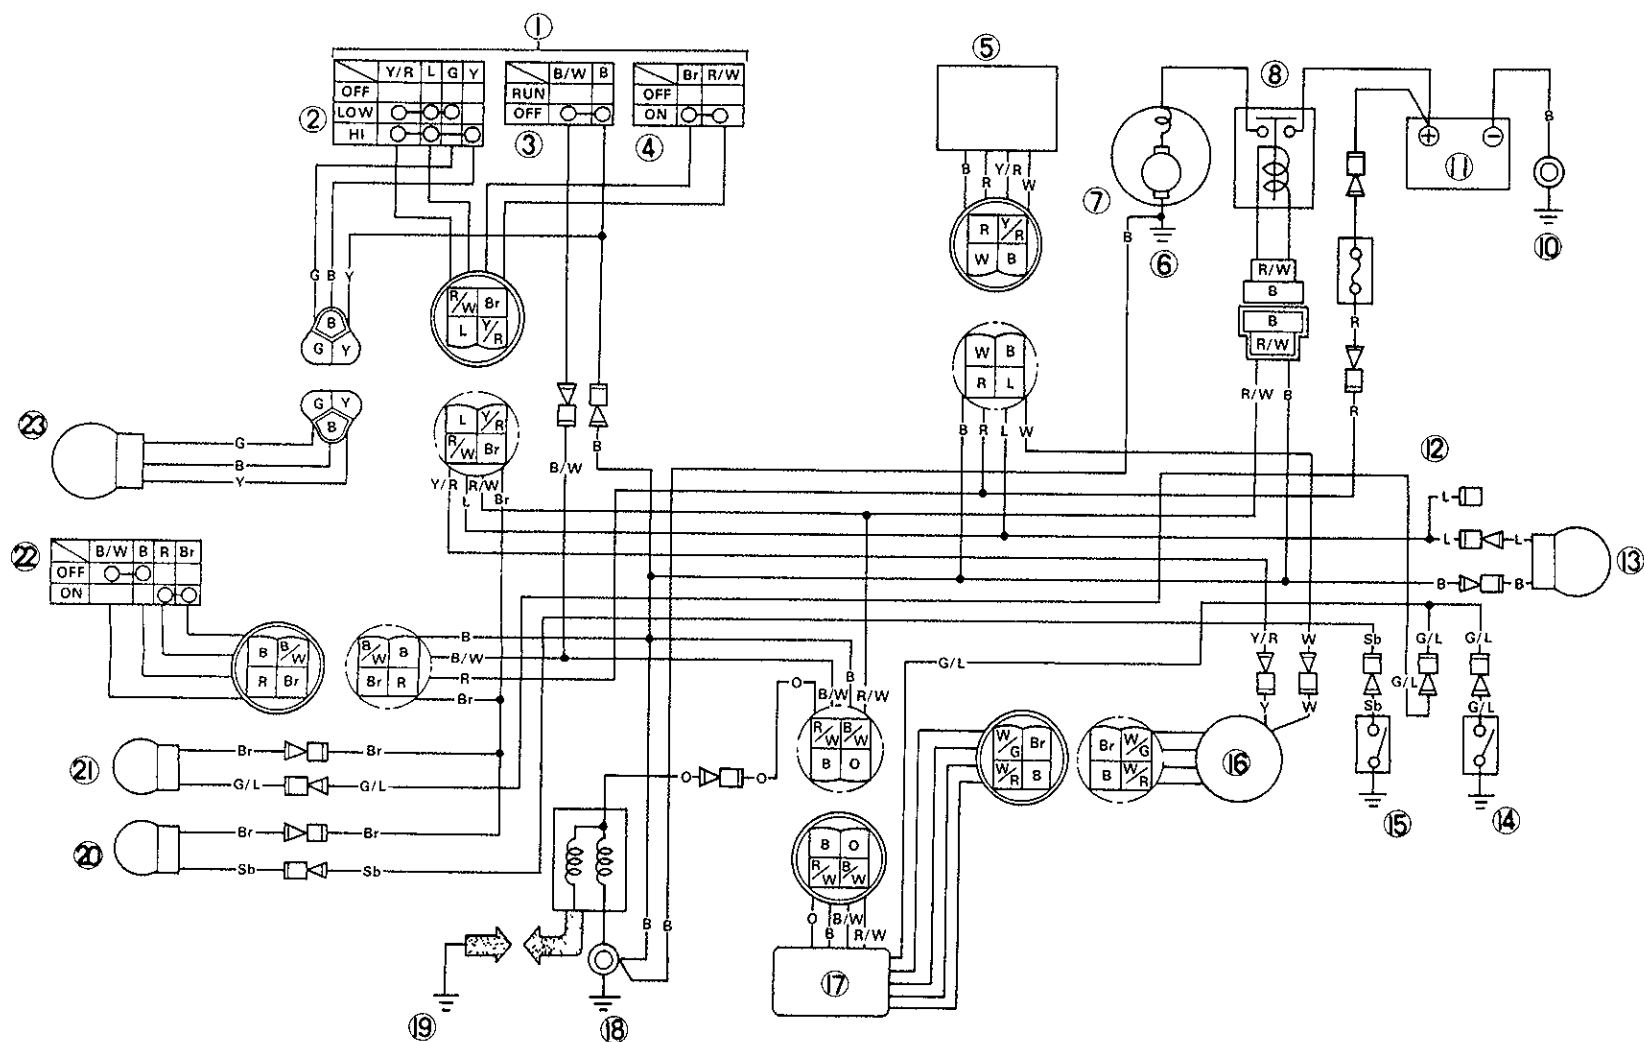 1
2
Y/R L G Y
OFF
LOW
HI
3
B/W B
RUN
OFF
4
Br R/W
OFF
ON
5
B R Y/R W
R Y/R
W B
6
7
B
8
R/W
B
B
R/W
R/W B
R
R
11
B
10
G B Y
B
G Y
R/W Br
L Y/R
G Y
B
23
G
B
Y
L Y/R
R/W Br
Y/R L R/W Br
B/W
B
W B
R L
B R L W
12
L
L L
B B
13
22
B/W B R Br
OFF
ON
B B/W
R Br
B/W B
Br R
B
B/W
R
Br
O
B/W B R/W
R/W B/W
B O
G/L
Y/R W
Y W
Sb
Sb
G/L
G/L
G/L
G/L
21
Br Br
G/L G/L
20
Br Br
Sb Sb
O O
W/G Br
W/R B
Br W/G
B W/R
16
15
14
B O
R/W B/W
O B B/W R/W
17
B B
19
18